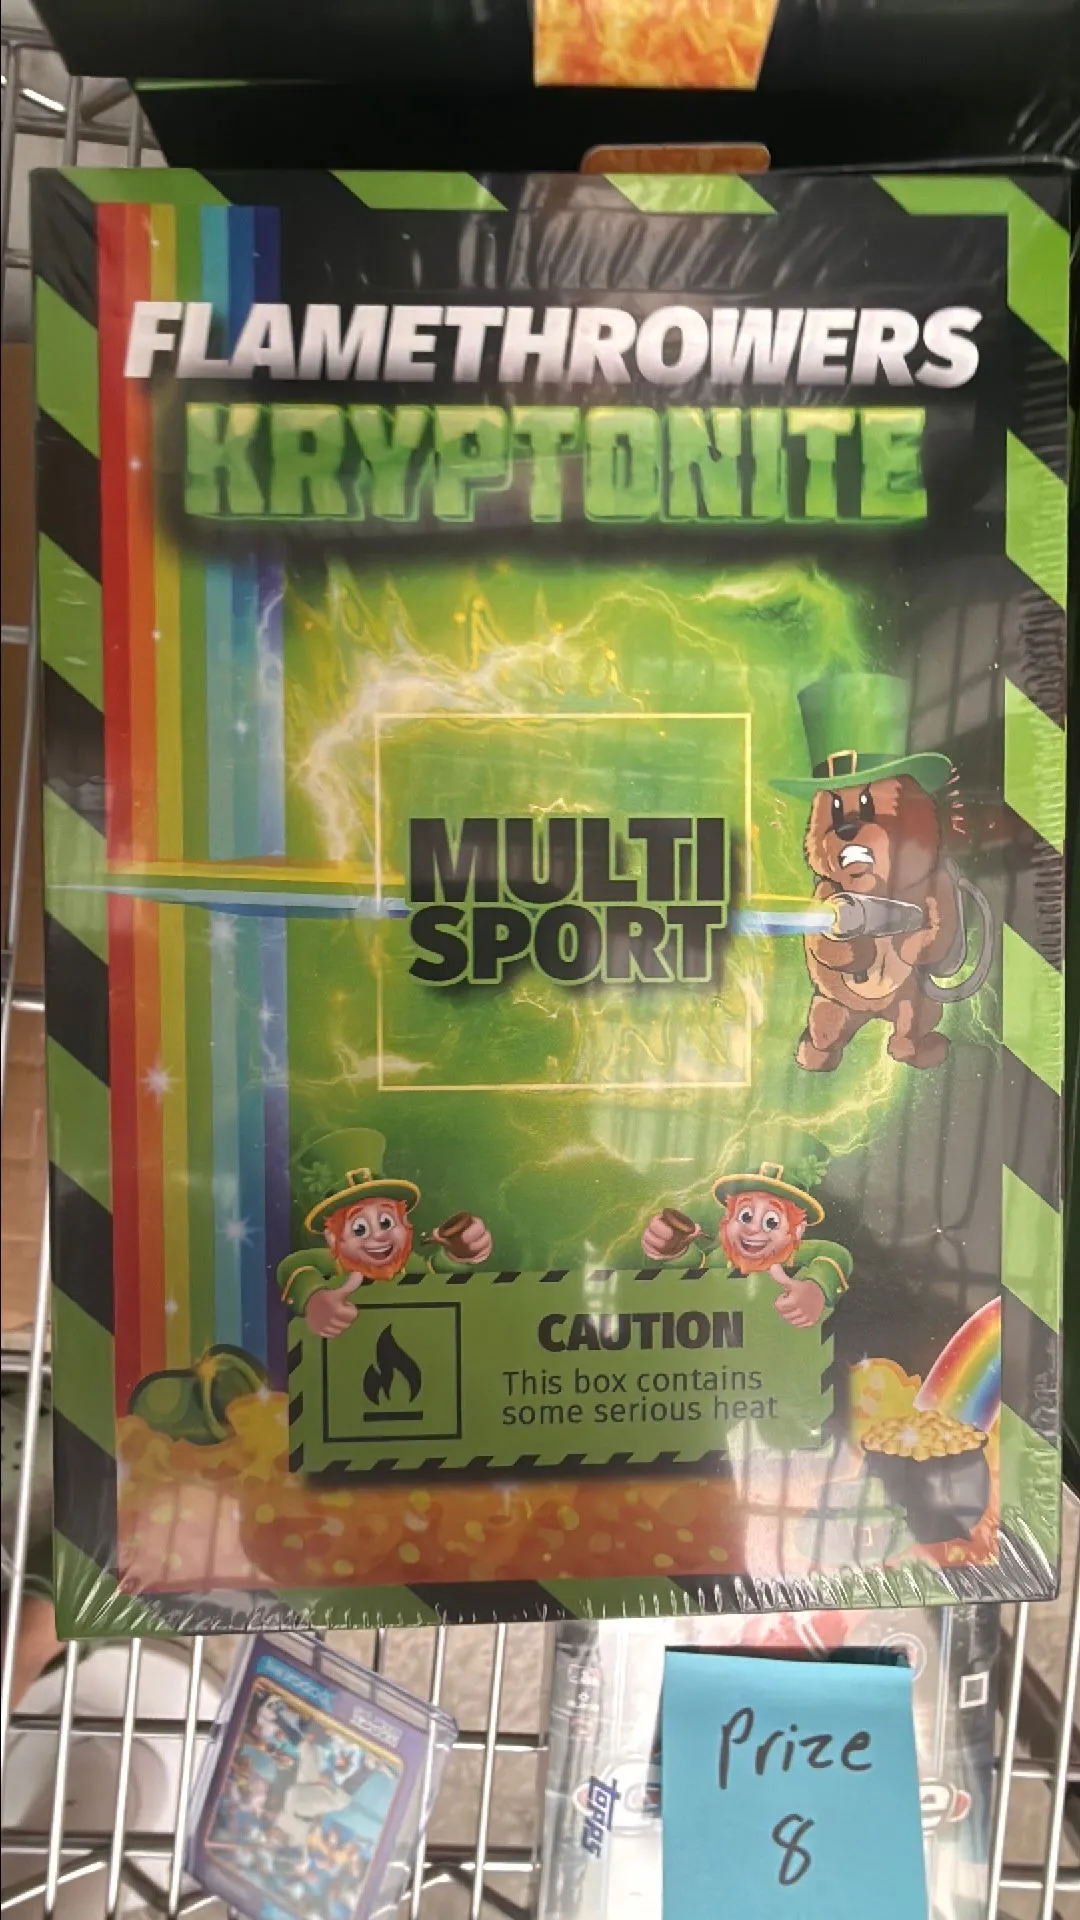 FLAMETHROWERS
KRYPTONITE
MULTI
SPORT
CAUTION
This box contains
some serious heat
Prize
8
topps